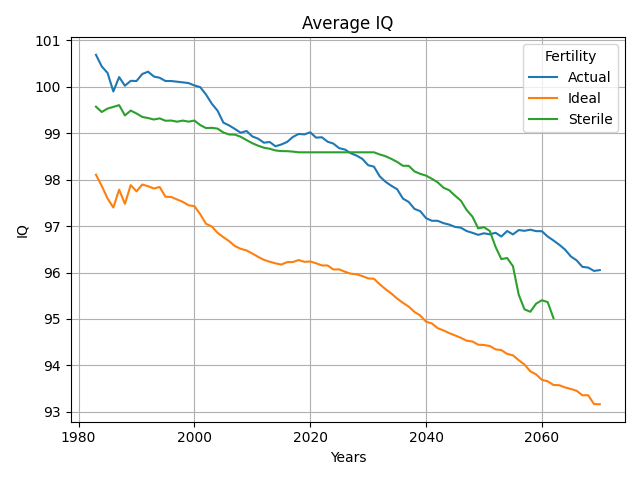 Average IQ
101
100
99
98
97
96
95
94
93
IQ
Fertility
Actual
Ideal
Sterile
1980
2000
2020
2040
2060
Years